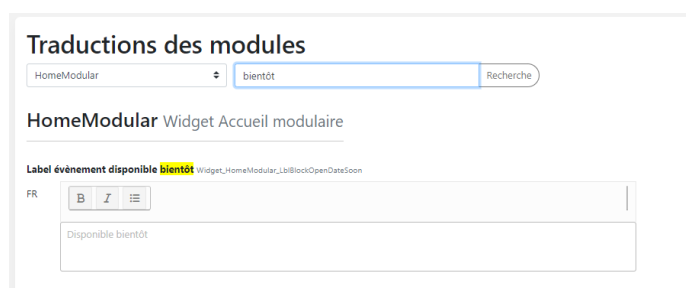 Traductions des modules
HomeModular bientôt Recherche
HomeModular Widget Accueil modulaire
Label évènement disponible bientôt Widget_HomeModular_LblBlockOpenDateSoon
FR B I
Disponible bientôt